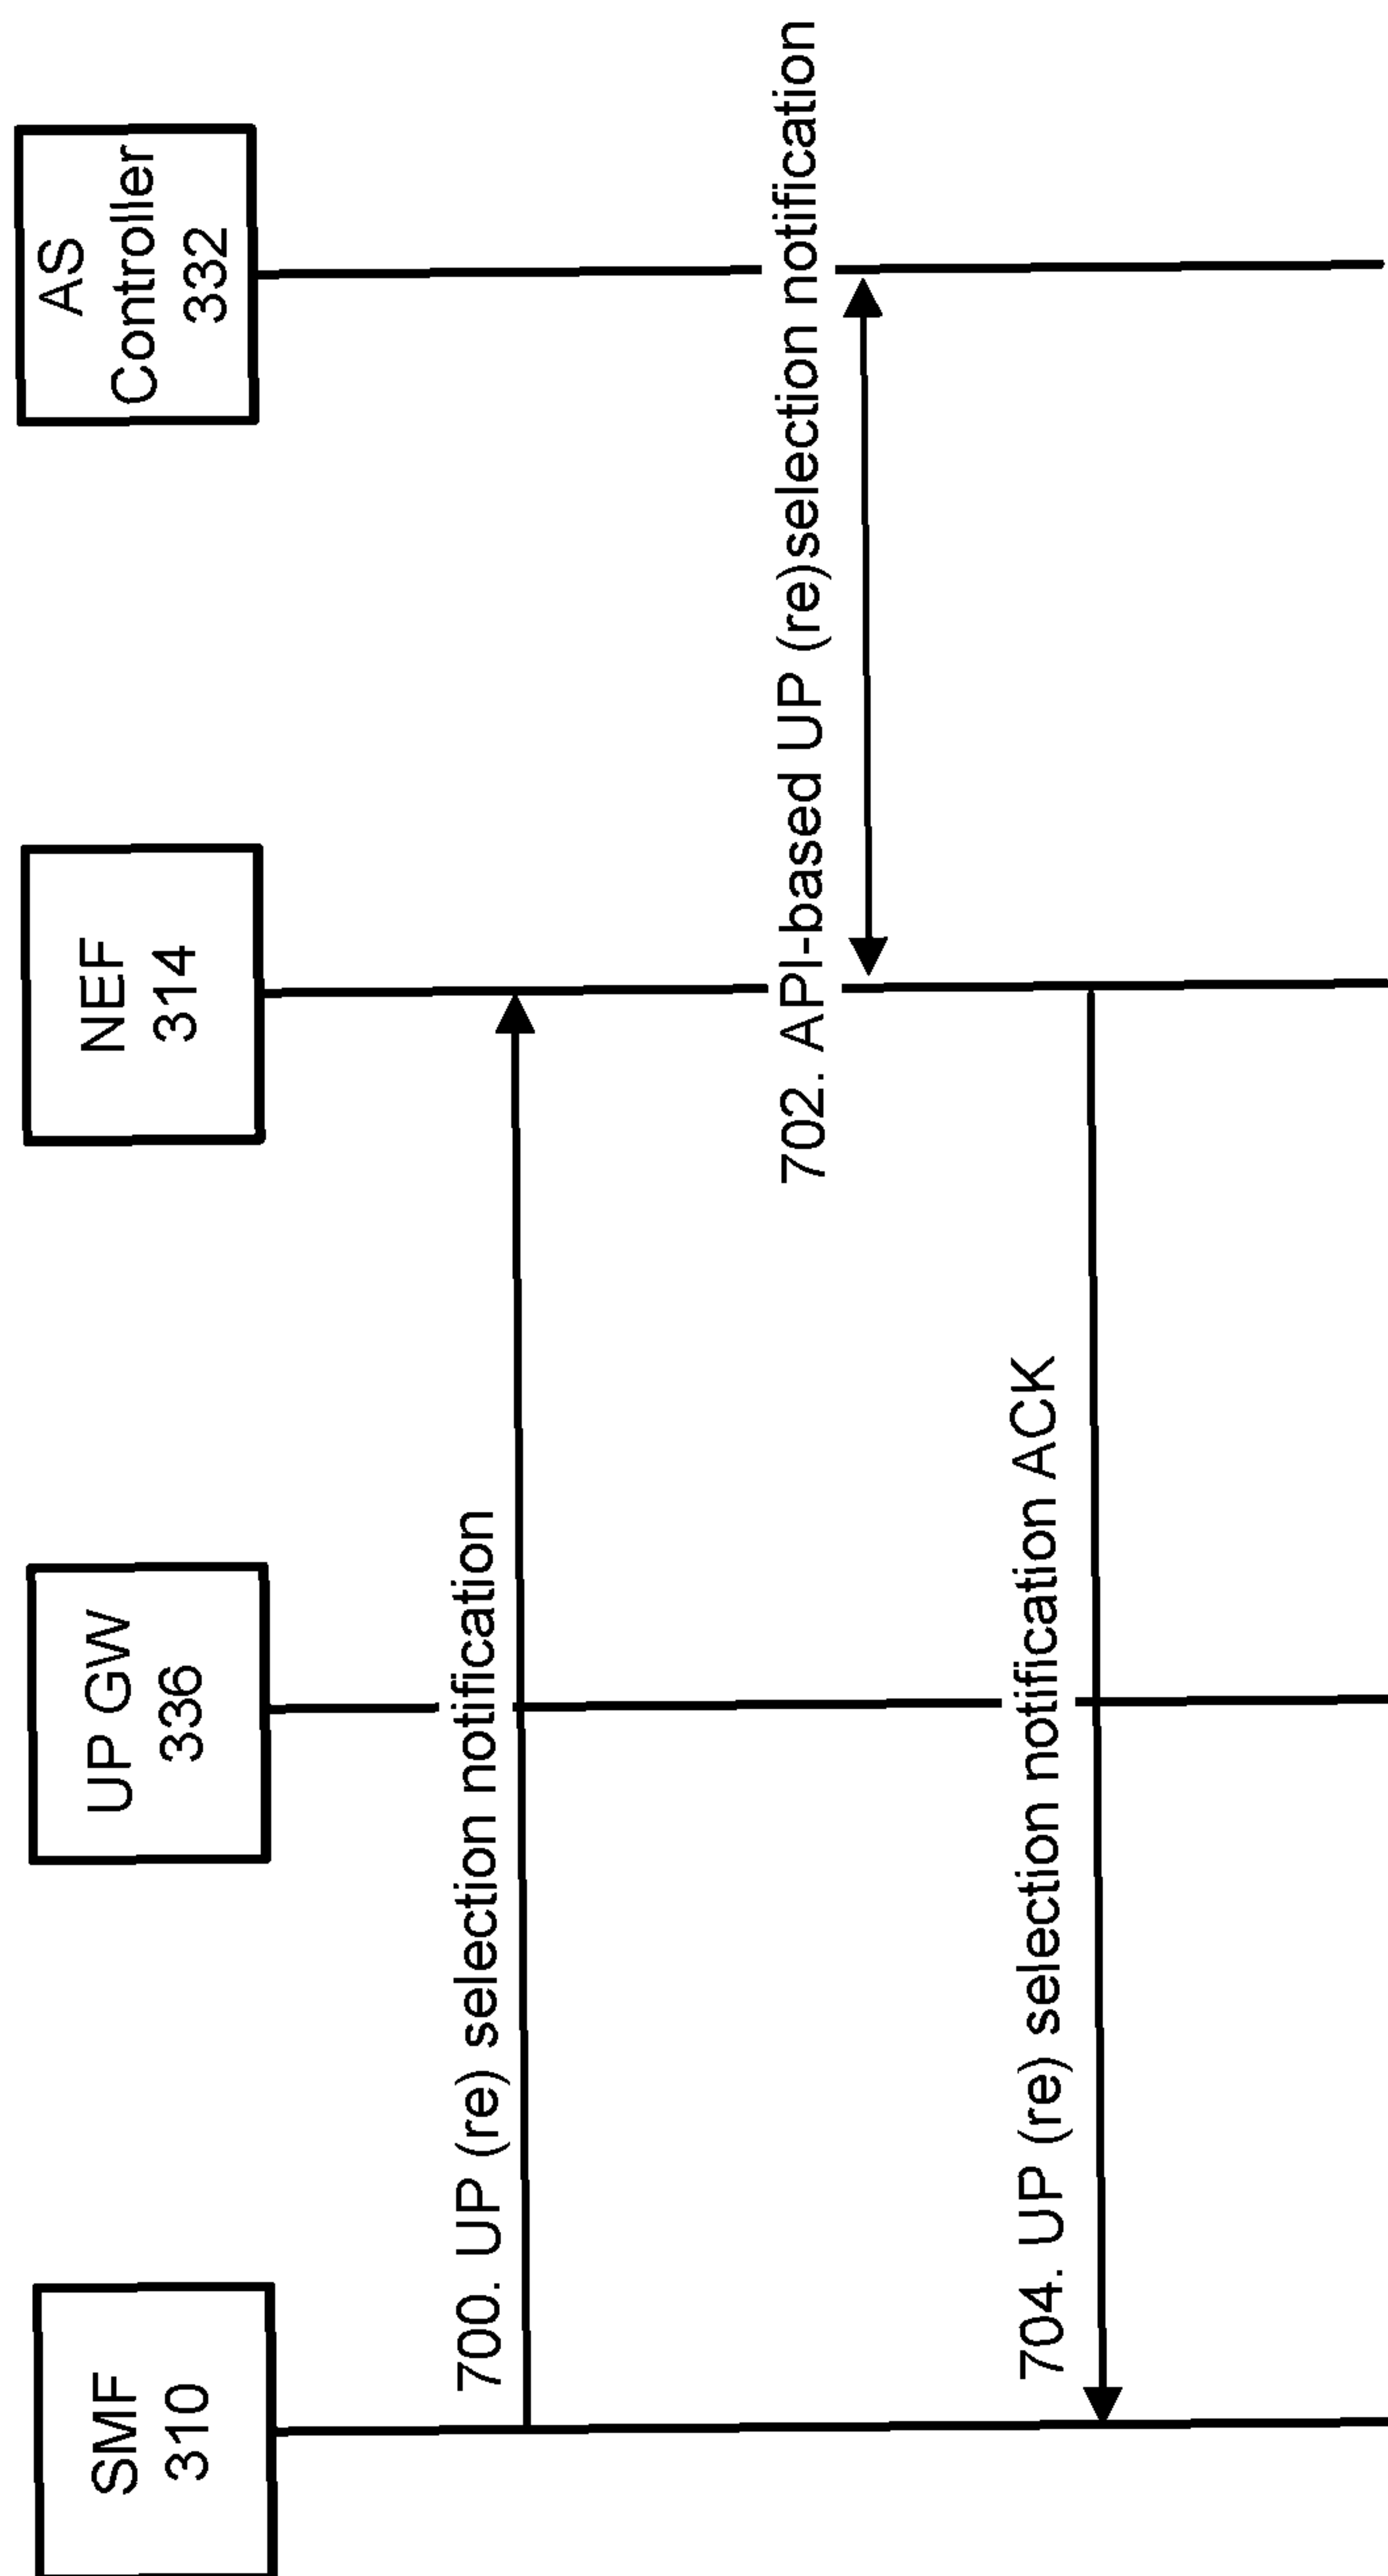 SMF
310
UP GW
336
NEF
314
AS
Controller
332
700. UP (re) selection notification
702. API-based UP (re)selection notification
704. UP (re) selection notification ACK